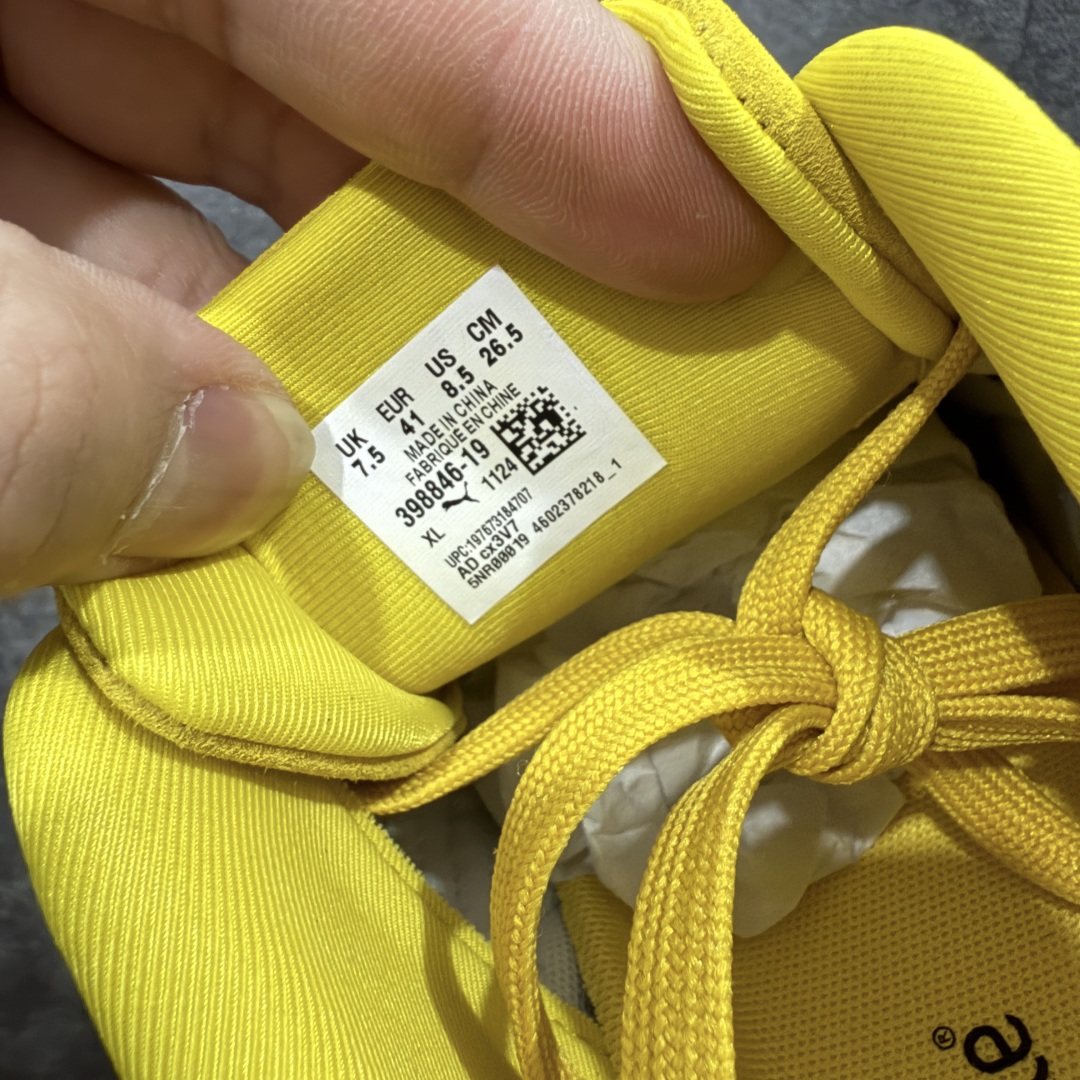 UK EUR US CM
7.5 41 8.5 26.5
MADE IN CHINA
FABRIQUE EN CHINE
398846-19
1124
XL
UPC:197673184707
AD cx3V7
5NR00019 4602378218_1
®